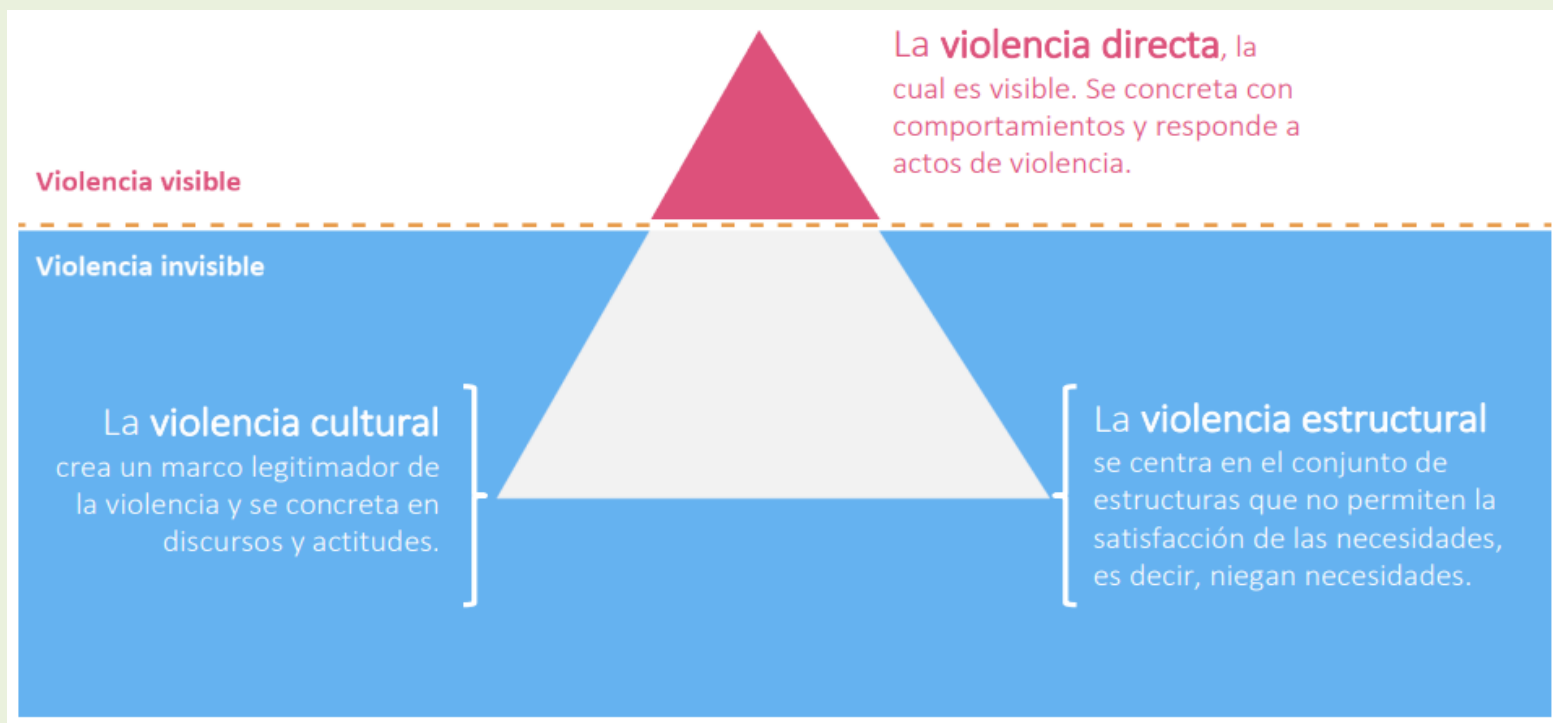 La violencia directa, la
cual es visible. Se concreta con
comportamientos y responde a
actos de violencia.
Violencia visible
Violencia invisible
La violencia cultural
crea un marco legitimador de
la violencia y se concreta en
discursos y actitudes.
La violencia estructural
se centra en el conjunto de
estructuras que no permiten la
satisfacción de las necesidades,
es decir, niegan necesidades.